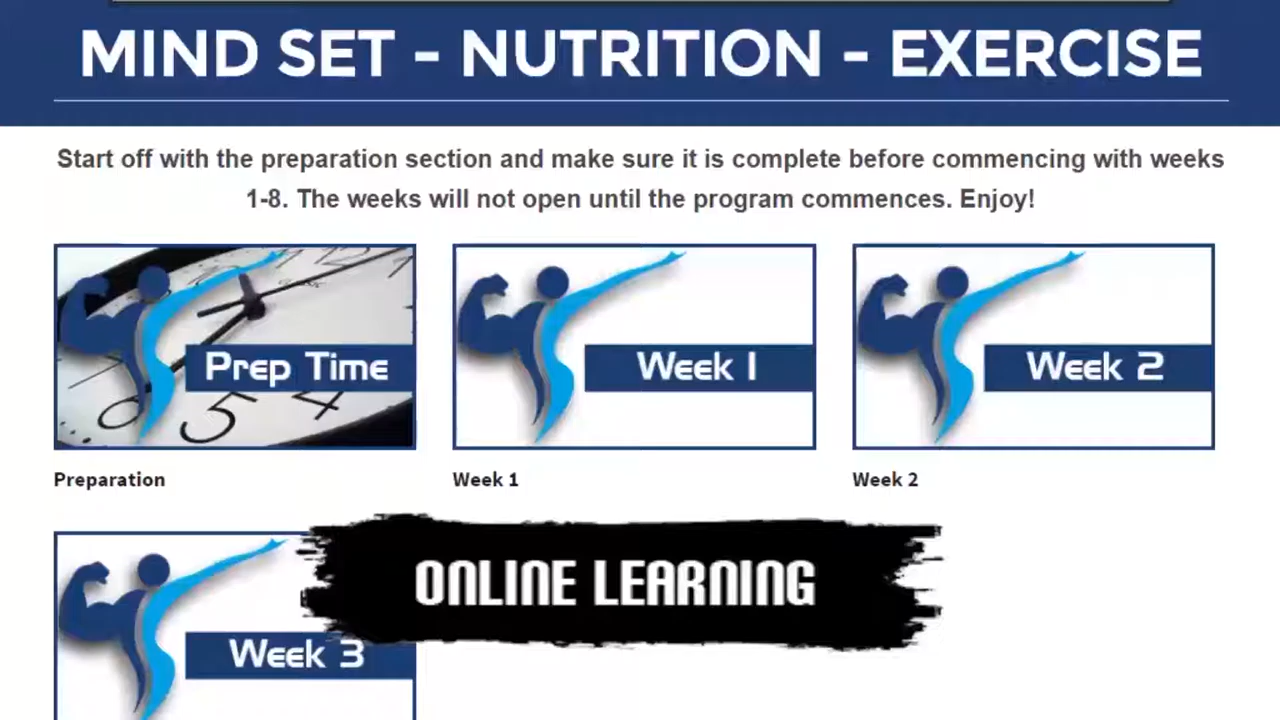 MIND SET - NUTRITION - EXERCISE
Start off with the preparation section and make sure it is complete before commencing with weeks
1-8. The weeks will not open until the program commences. Enjoy!
Prep Time
Week 1
Week 2
Preparation
Week 1
Week 2
ONLINE LEARNING
Week 3